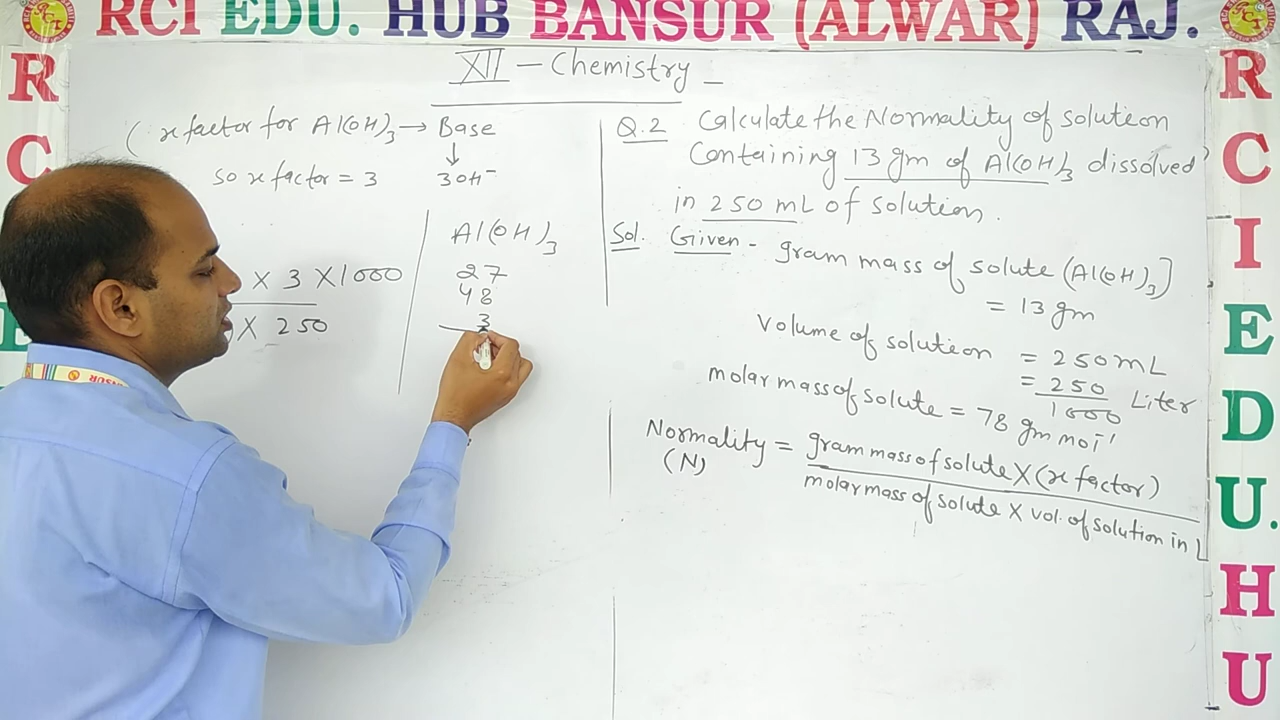 RCI EDU. HUB BANSUR (ALWAR) RAJ.
XII - Chemistry
( x factor for Al(OH)3 → Base
↓
so x factor = 3
3OH-
X 3 X1000
X 250
Al(OH)3
27
48
3
Q.2 Calculate the Normality of solution
Containing 13 gm of Al(OH)3 dissolved
in 250 mL of solution.
Sol. Given - gram mass of solute (Al(OH)3]
= 13 gm
Volume of solution = 250mL
= 250
1000 Liter
molar mass of solute = 78 gm mol-1
Normality = gram mass of solute X (x factor)
(N)
molar mass of solute X vol. of solution in L
R
C
R
C
I
E
D
U.
H
U